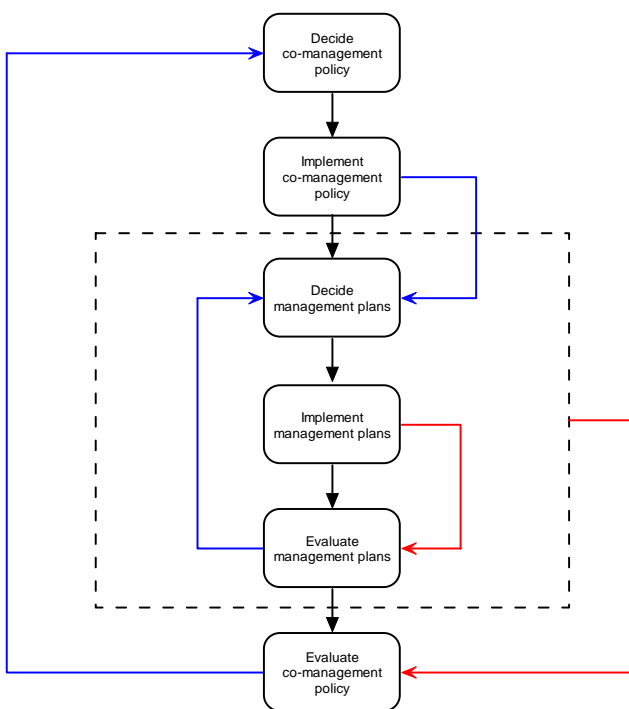 Decide
co-management
policy
Implement
co-management
policy
Decide
management plans
Implement
management plans
Evaluate
management plans
Evaluate
co-management
policy